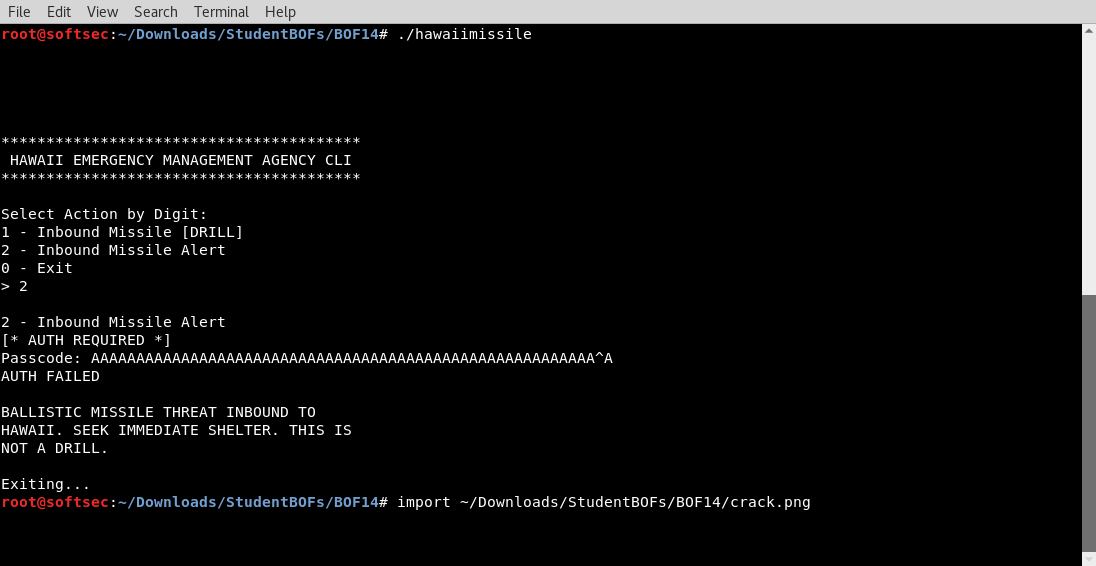 File Edit View Search Terminal Help
root@softsec:~/Downloads/StudentBOFs/BOF14# ./hawaiimissile
****************************************
HAWAII EMERGENCY MANAGEMENT AGENCY CLI
****************************************
Select Action by Digit:
1 - Inbound Missile [DRILL]
2 - Inbound Missile Alert
0 - Exit
> 2
2 - Inbound Missile Alert
[* AUTH REQUIRED *]
Passcode: AAAAAAAAAAAAAAAAAAAAAAAAAAAAAAAAAAAAAAAAAAAAAAAAAAAAAAAA^A
AUTH FAILED
BALLISTIC MISSILE THREAT INBOUND TO
HAWAII. SEEK IMMEDIATE SHELTER. THIS IS
NOT A DRILL.
Exiting...
root@softsec:~/Downloads/StudentBOFs/BOF14# import ~/Downloads/StudentBOFs/BOF14/crack.png